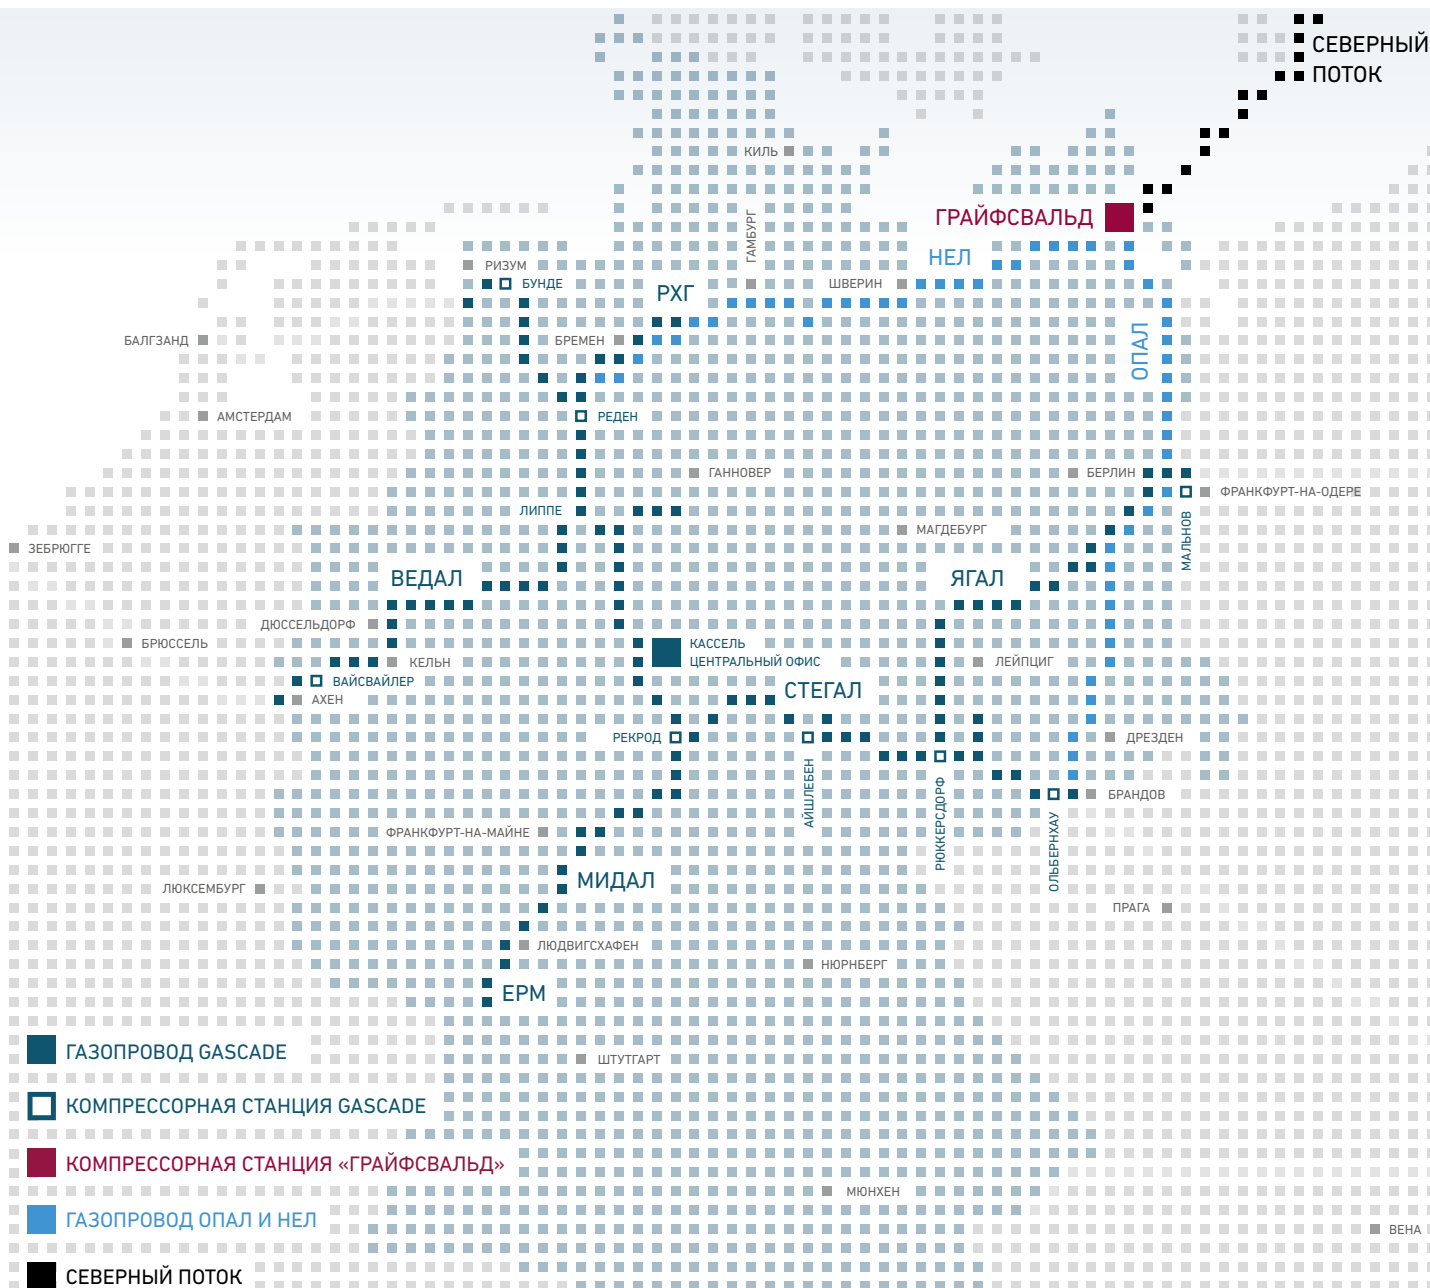 СЕВЕРНЫЙ
ПОТОК
КИЛЬ
ГРАЙФСВАЛЬД
ГАМБУРГ
НЕЛ
РИЗУМ
БУНДЕ
РХГ
ШВЕРИН
БАЛГЗАНД
БРЕМЕН
ОПАЛ
АМСТЕРДАМ
РЕДЕН
ГАННОВЕР
БЕРЛИН
ФРАНКФУРТ-НА-ОДЕРЕ
ЛИППЕ
МАГДЕБУРГ
МАЛЬНОВ
ЗЕБРЮГГЕ
ВЕДАЛ
ЯГАЛ
ДЮССЕЛЬДОРФ
БРЮССЕЛЬ
КАССЕЛЬ
ЦЕНТРАЛЬНЫЙ ОФИС
КЕЛЬН
ЛЕЙПЦИГ
ВАЙСВАЙЛЕР
АХЕН
СТЕГАЛ
РЕКРОД
ДРЕЗДЕН
АЙШЛЕБЕН
РЮККЕРСДОРФ
БРАНДОВ
ОЛЬБЕРНХАУ
ФРАНКФУРТ-НА-МАЙНЕ
МИДАЛ
ЛЮКСЕМБУРГ
ПРАГА
ЛЮДВИГСХАФЕН
НЮРНБЕРГ
ЕРМ
ГАЗОПРОВОД GASCADE
ШТУТГАРТ
КОМПРЕССОРНАЯ СТАНЦИЯ GASCADE
КОМПРЕССОРНАЯ СТАНЦИЯ «ГРАЙФСВАЛЬД»
МЮНХЕН
ГАЗОПРОВОД ОПАЛ И НЕЛ
ВЕНА
СЕВЕРНЫЙ ПОТОК